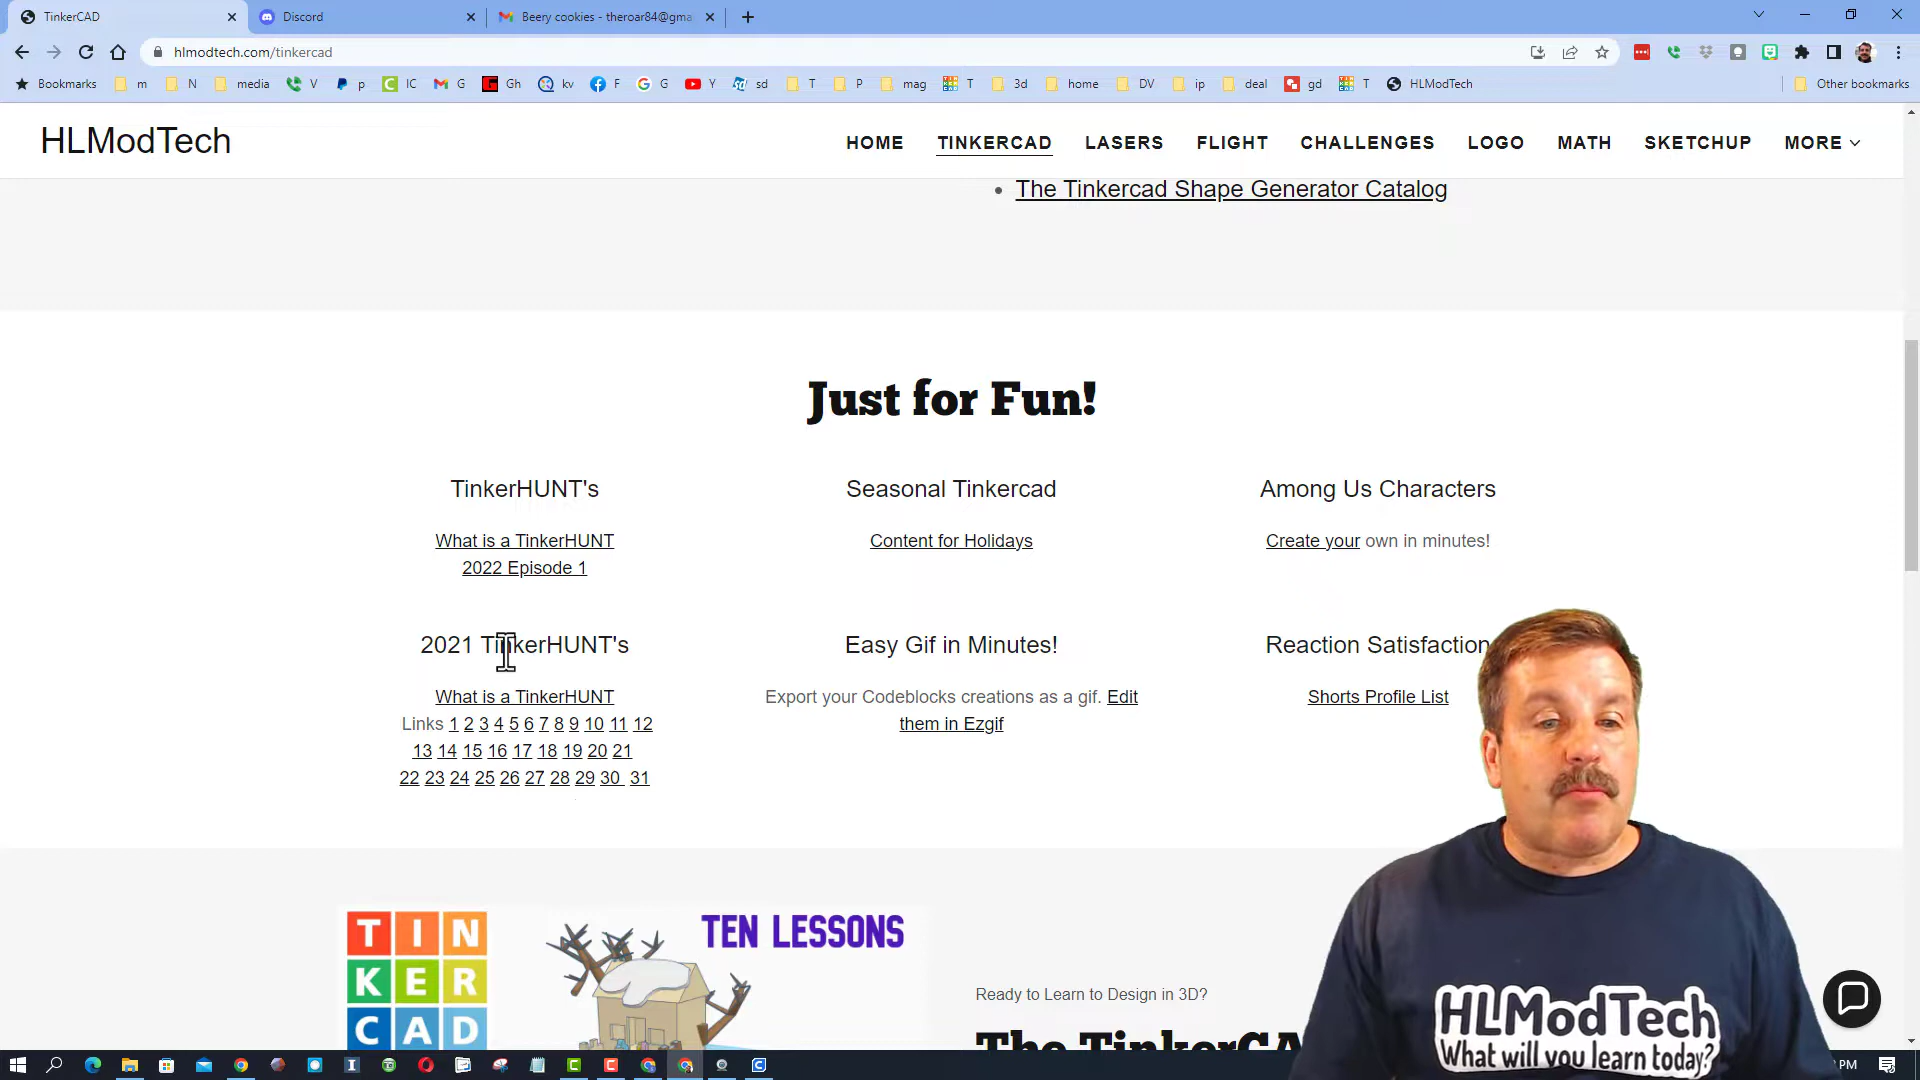 TinkerCAD
Discord
Beery cookies - theroar84@gma
hlmodtech.com/tinkercad
Bookmarks m N media V p IC G Gh kv F G Y sd T P mag T 3d home DV ip deal gd T HLModTech Other bookmarks
HLModTech
HOME TINKERCAD LASERS FLIGHT CHALLENGES LOGO MATH SKETCHUP MORE
The Tinkercad Shape Generator Catalog
Just for Fun!
TinkerHUNT's
What is a TinkerHUNT
2022 Episode 1
Seasonal Tinkercad
Content for Holidays
Among Us Characters
Create your own in minutes!
2021 TinkerHUNT's
What is a TinkerHUNT
Links 1 2 3 4 5 6 7 8 9 10 11 12
13 14 15 16 17 18 19 20 21
22 23 24 25 26 27 28 29 30 31
Easy Gif in Minutes!
Export your Codeblocks creations as a gif. Edit
them in Ezgif
Reaction Satisfaction
Shorts Profile List
TIN
KER
CAD
TEN LESSONS
Ready to Learn to Design in 3D?
The TinkerCA
HLModTech
What will you learn today?
PM